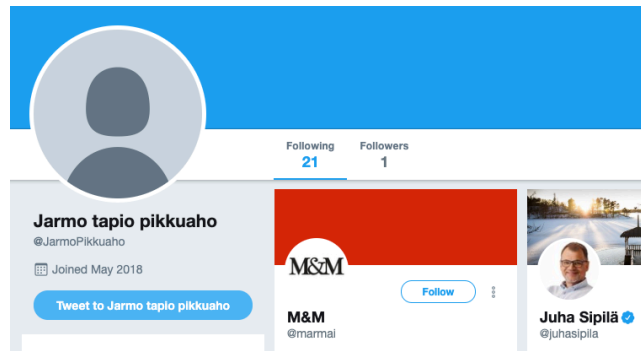 Following
21
Followers
1
Jarmo tapio pikkuaho
@JarmoPikkuaho
Joined May 2018
Tweet to Jarmo tapio pikkuaho
M&M
Follow
M&M
@marmai
Juha Sipilä
@juhasipila